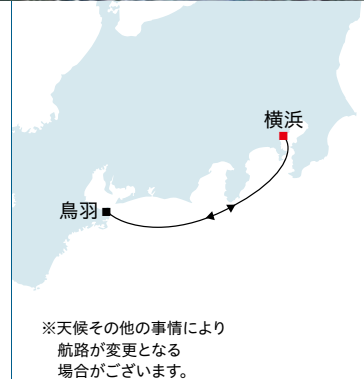 横浜
鳥羽
※天候その他の事情により
航路が変更となる
場合がございます。